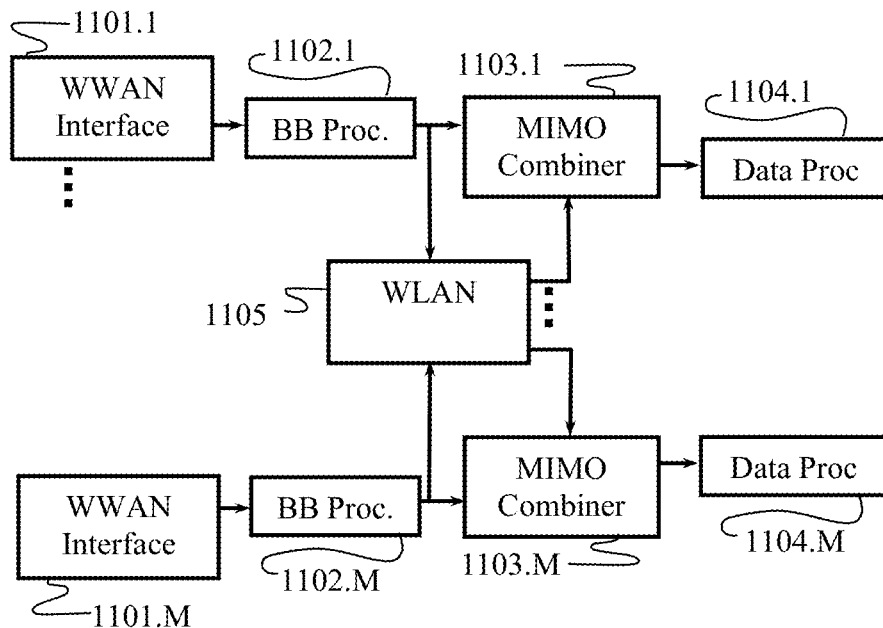 1101.1
1102.1
1103.1
1104.1
WWAN
Interface
BB Proc.
MIMO
Combiner
Data Proc
WLAN
1105
WWAN
Interface
BB Proc.
MIMO
Combiner
Data Proc
1101.M
1102.M
1103.M
1104.M